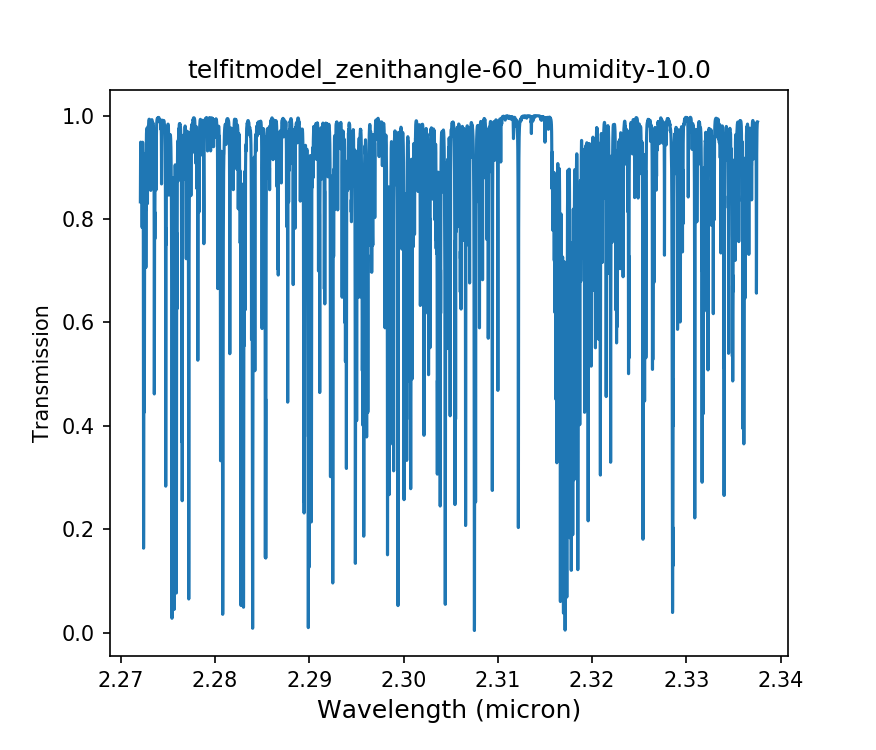 telfitmodel_zenithangle-60_humidity-10.0
1.0
0.8
0.6
0.4
0.2
0.0
Transmission
2.27 2.28 2.29 2.30 2.31 2.32 2.33 2.34
Wavelength (micron)